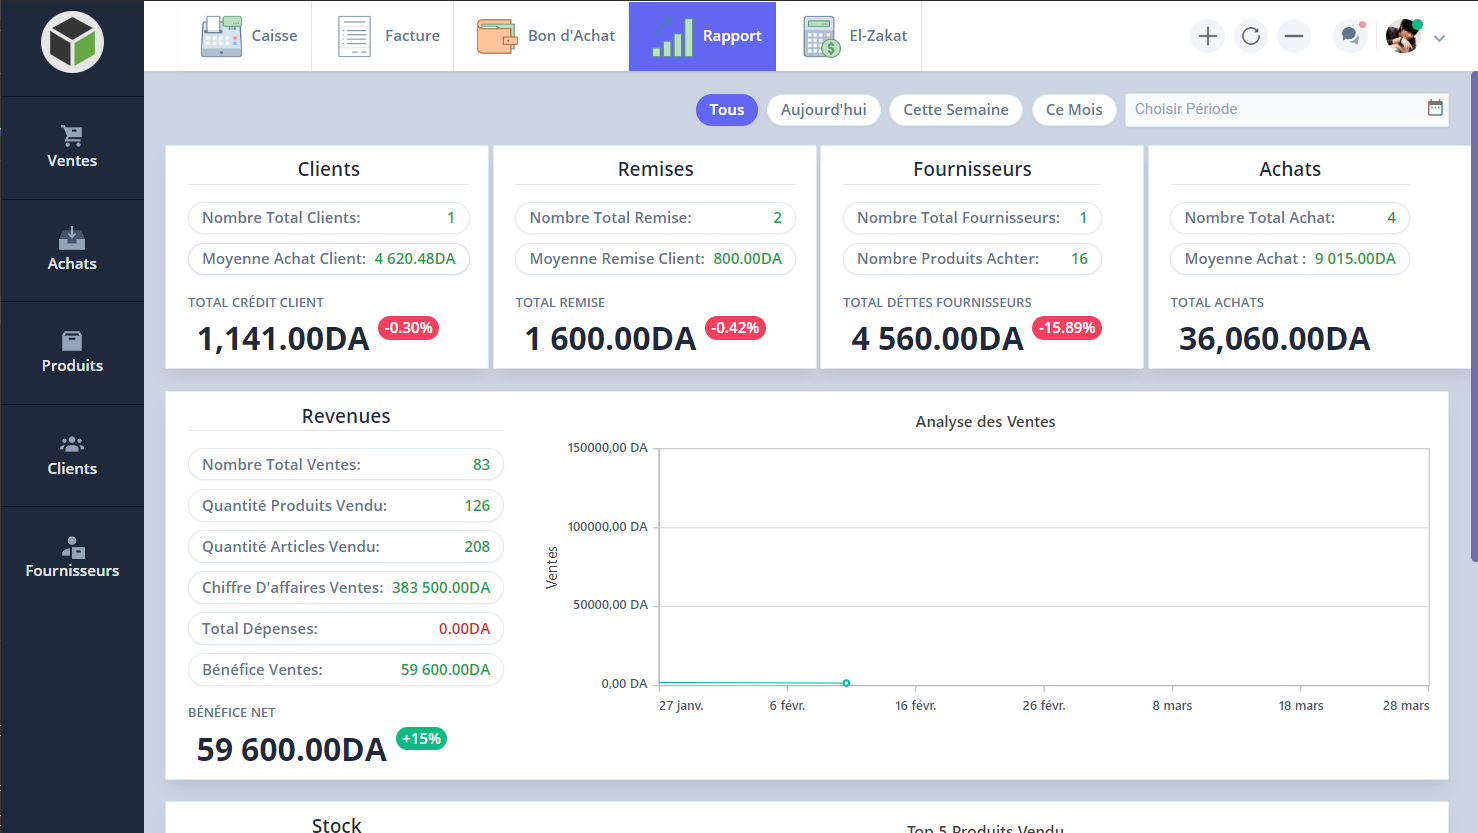 Caisse
Facture
Bon d'Achat
Rapport
El-Zakat
Ventes
Achats
Produits
Clients
Fournisseurs
Tous
Aujourd'hui
Cette Semaine
Ce Mois
Choisir Période
Clients
Nombre Total Clients: 1
Moyenne Achat Client: 4 620.48DA
TOTAL CRÉDIT CLIENT
1,141.00DA -0.30%
Remises
Nombre Total Remise: 2
Moyenne Remise Client: 800.00DA
TOTAL REMISE
1 600.00DA -0.42%
Fournisseurs
Nombre Total Fournisseurs: 1
Nombre Produits Achter: 16
TOTAL DÉTTES FOURNISSEURS
4 560.00DA -15.89%
Achats
Nombre Total Achat: 4
Moyenne Achat : 9 015.00DA
TOTAL ACHATS
36,060.00DA
Revenues
Nombre Total Ventes: 83
Quantité Produits Vendu: 126
Quantité Articles Vendu: 208
Chiffre D'affaires Ventes: 383 500.00DA
Total Dépenses: 0.00DA
Bénéfice Ventes: 59 600.00DA
BÉNÉFICE NET
59 600.00DA +15%
Analyse des Ventes
Ventes
150000,00 DA
100000,00 DA
50000,00 DA
0,00 DA
27 janv. 6 févr. 16 févr. 26 févr. 8 mars 18 mars 28 mars
Stock
Top 5 Produits Vendu